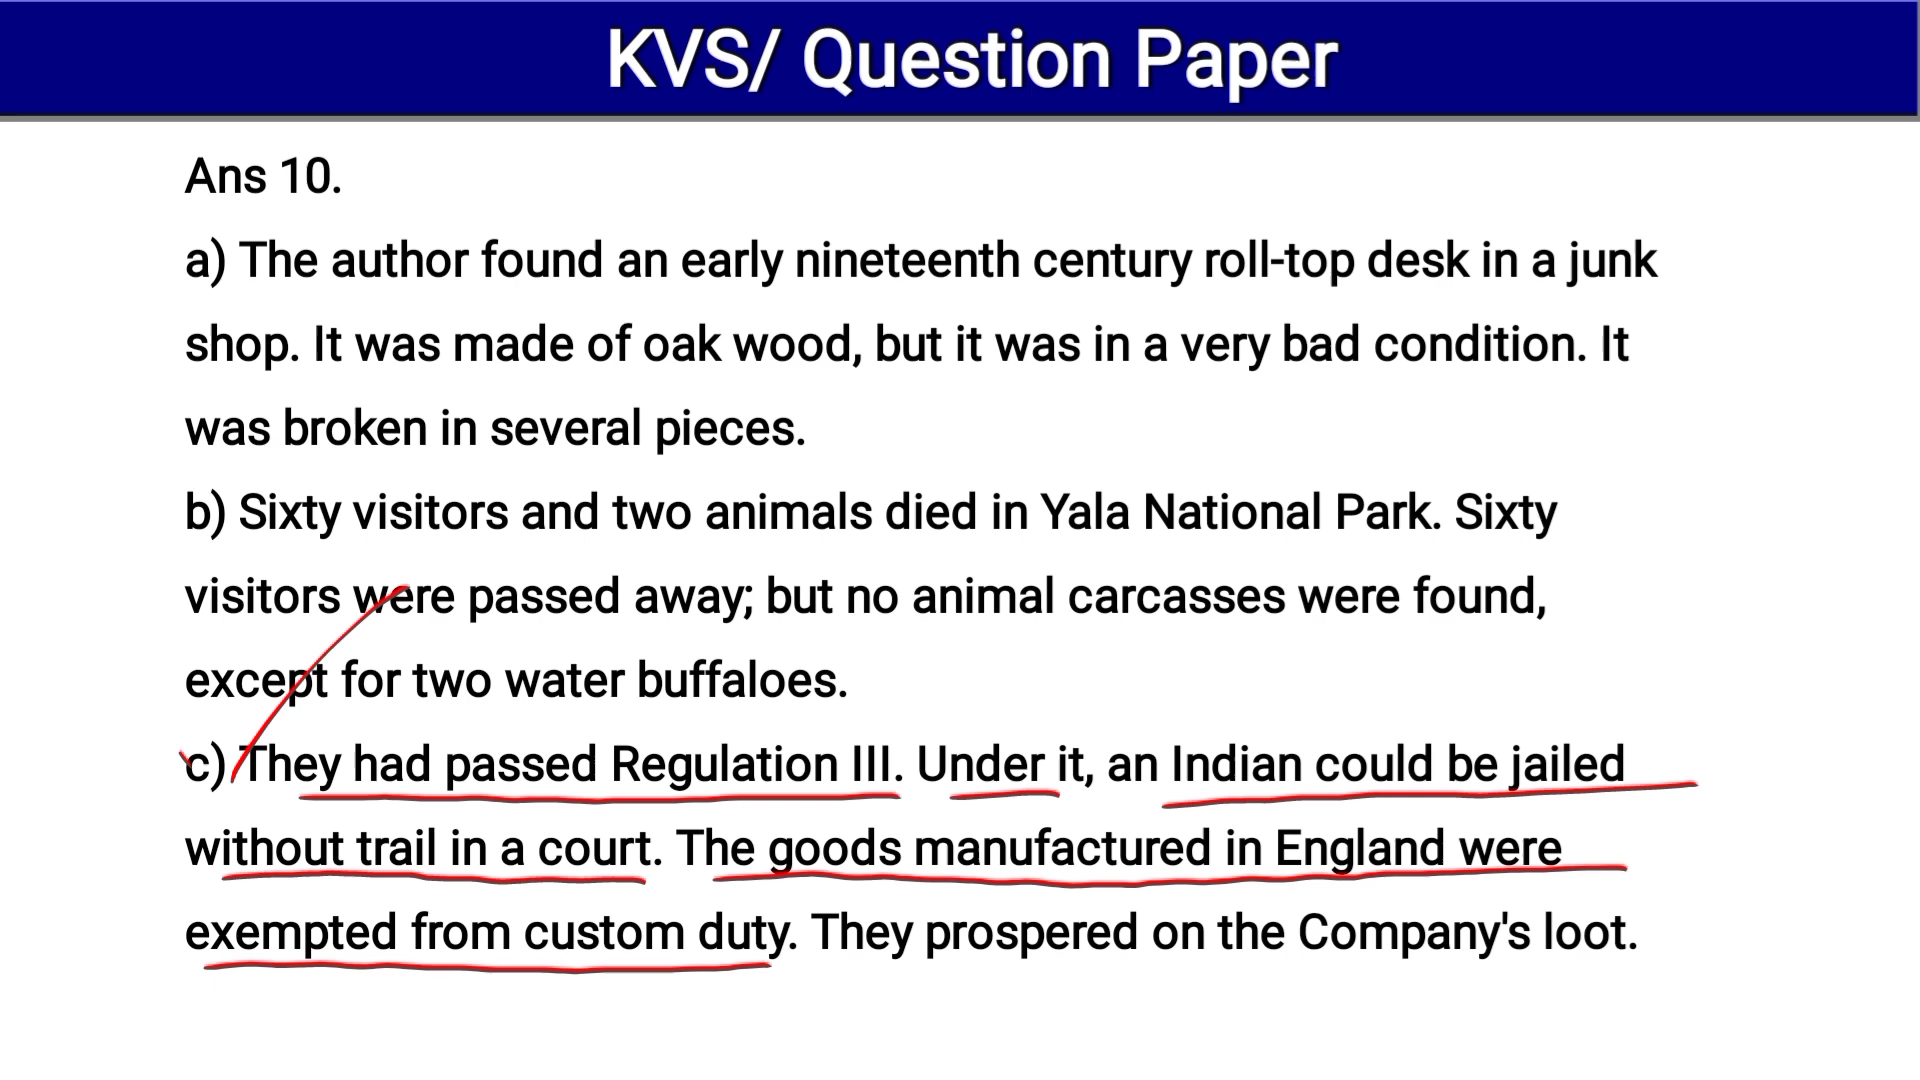 KVS/ Question Paper
Ans 10.
a) The author found an early nineteenth century roll-top desk in a junk
shop. It was made of oak wood, but it was in a very bad condition. It
was broken in several pieces.
b) Sixty visitors and two animals died in Yala National Park. Sixty
visitors were passed away; but no animal carcasses were found,
except for two water buffaloes.
c) They had passed Regulation III. Under it, an Indian could be jailed
without trail in a court. The goods manufactured in England were
exempted from custom duty. They prospered on the Company's loot.